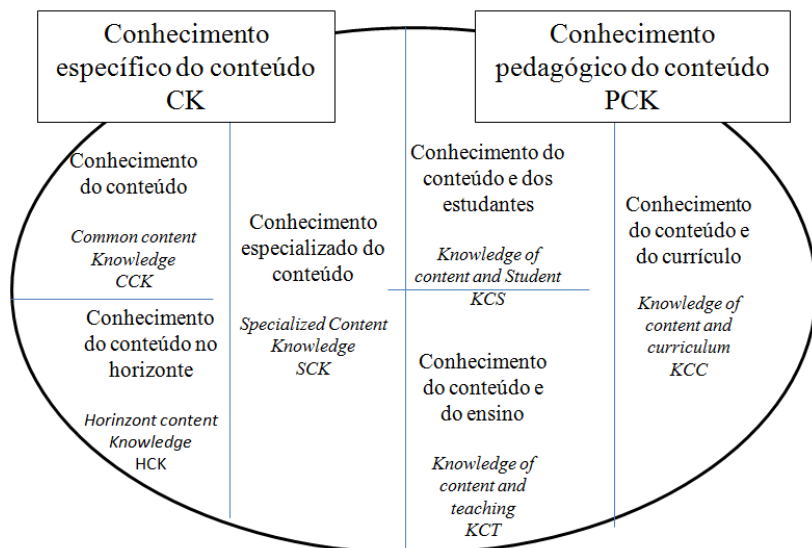 Conhecimento
específico do conteúdo
CK
Conhecimento
pedagógico do conteúdo
PCK
Conhecimento
do conteúdo
Common content
Knowledge
CCK
Conhecimento
do conteúdo no
horizonte
Horinzont content
Knowledge
HCK
Conhecimento
especializado do
conteúdo
Specialized Content
Knowledge
SCK
Conhecimento do
conteúdo e dos
estudantes
Knowledge of
content and Student
KCS
Conhecimento
do conteúdo e
do ensino
Knowledge of
content and
teaching
KCT
Conhecimento
do conteúdo e
do currículo
Knowledge of
content and
curriculum
KCC